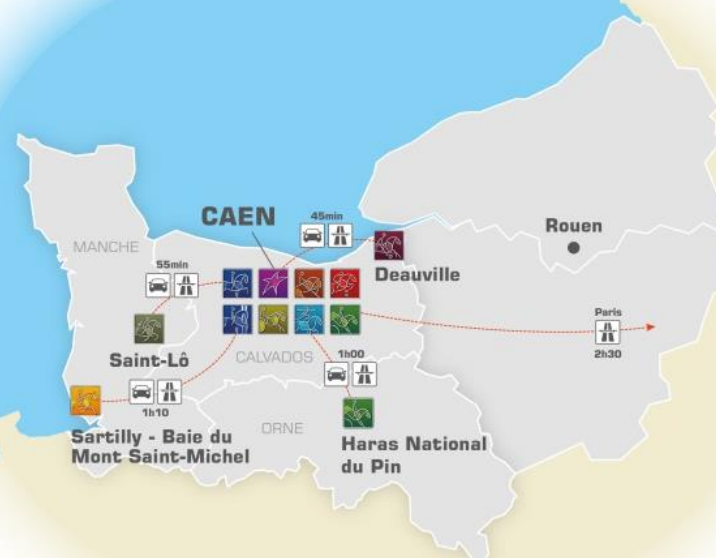 CAEN
45min
Rouen
MANCHE
Deauville
55min
Paris
2h30
Saint-Lô
CALVADOS
1h00
1h10
ORNE
Sartilly - Baie du
Mont Saint-Michel
Haras National
du Pin